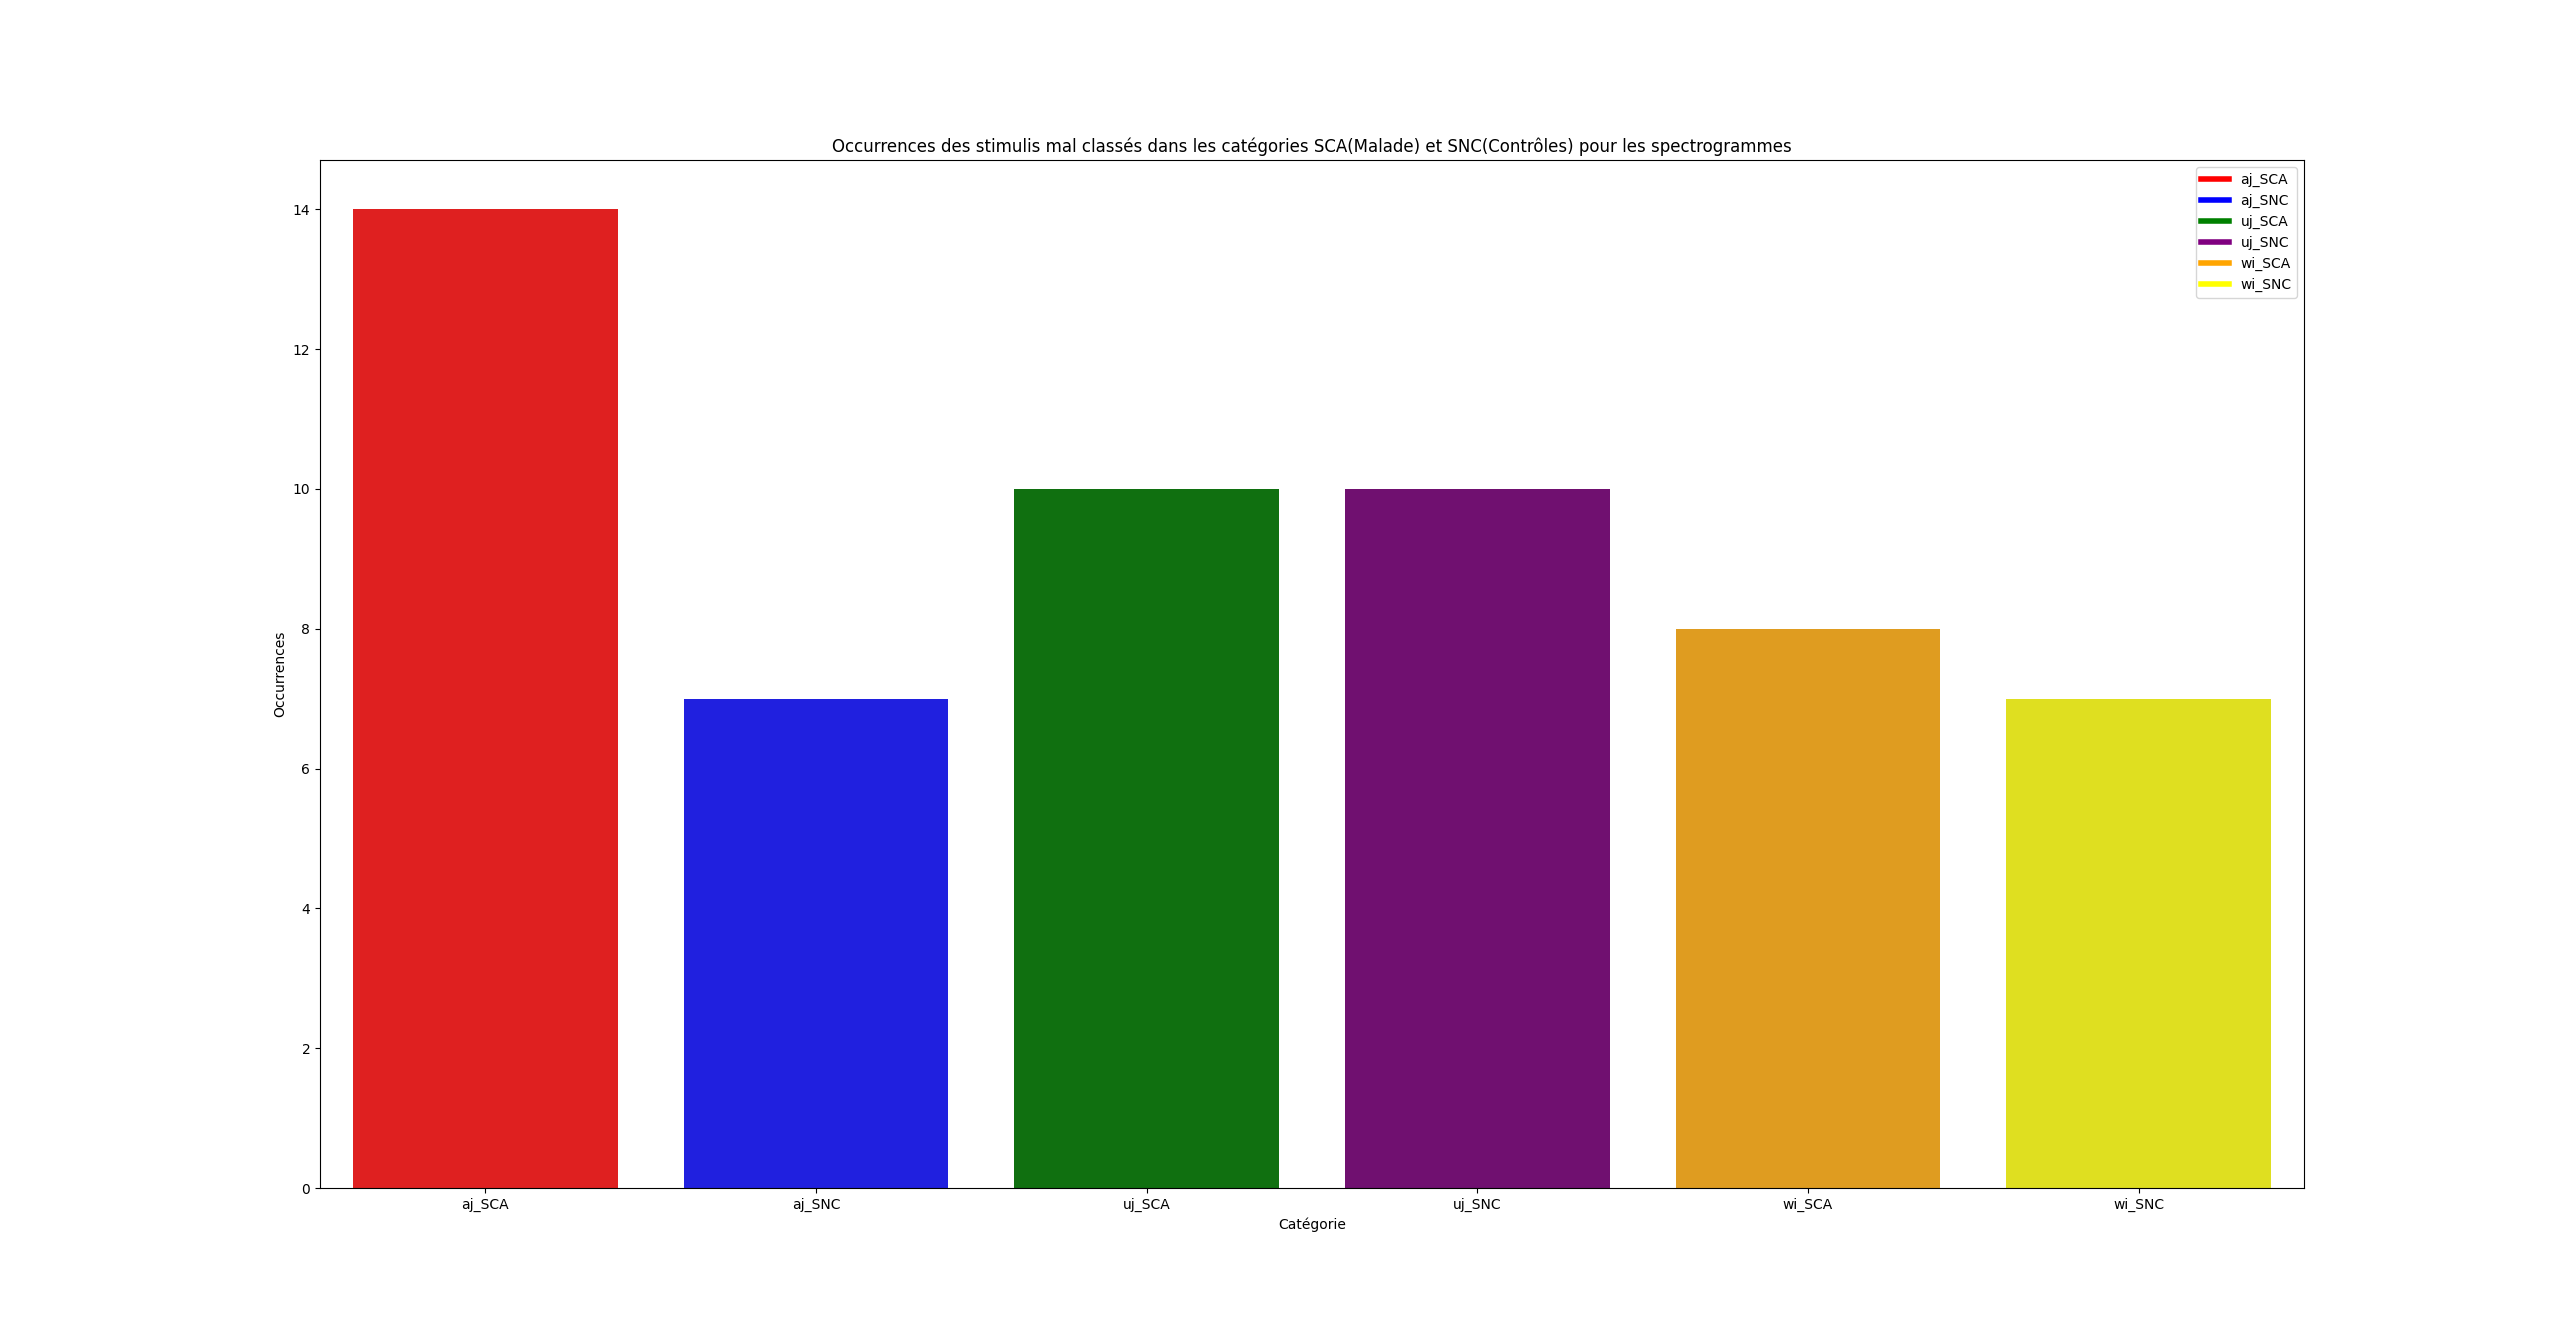 Occurrences des stimulis mal classés dans les catégories SCA(Malade) et SNC(Contrôles) pour les spectrogrammes
aj_SCA
aj_SNC
uj_SCA
uj_SNC
wi_SCA
wi_SNC
14
12
10
8
6
4
2
0
Occurrences
aj_SCA aj_SNC uj_SCA uj_SNC wi_SCA wi_SNC
Catégorie